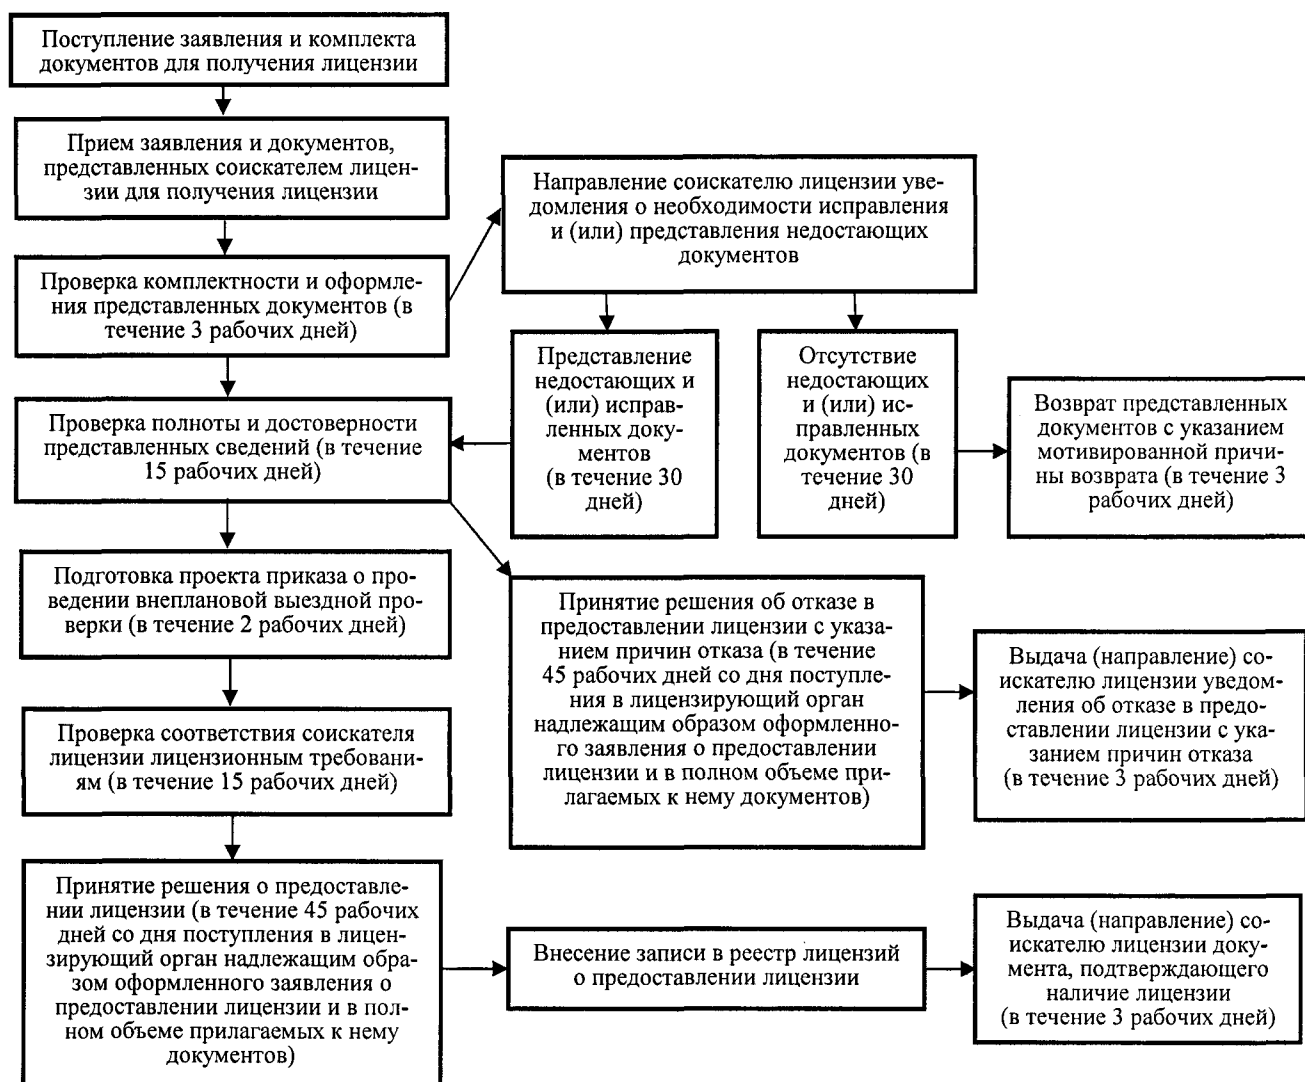 Поступление заявления и комплекта
документов для получения лицензии
Прием заявления и документов,
представленных соискателем лицен-
зии для получения лицензии
Направление соискателю лицензии уве-
домления о необходимости исправления
и (или) представления недостающих
документов
Проверка комплектности и оформле-
ния представленных документов (в
течение 3 рабочих дней)
Представление
недостающих и
(или) исправ-
ленных доку-
ментов
(в течение 30
дней)
Отсутствие
недостающих
и (или) ис-
правленных
документов (в
течение 30
дней)
Возврат представленных
документов с указанием
мотивированной причи-
ны возврата (в течение 3
рабочих дней)
Проверка полноты и достоверности
представленных сведений (в течение
15 рабочих дней)
Подготовка проекта приказа о про-
ведении внеплановой выездной про-
верки (в течение 2 рабочих дней)
Принятие решения об отказе в
предоставлении лицензии с указа-
нием причин отказа (в течение
45 рабочих дней со дня поступле-
ния в лицензирующий орган
надлежащим образом оформленно-
го заявления о предоставлении
лицензии и в полном объеме при-
лагаемых к нему документов)
Выдача (направление) со-
искателю лицензии уведом-
ления об отказе в предо-
ставлении лицензии с ука-
занием причин отказа
(в течение 3 рабочих дней)
Проверка соответствия соискателя
лицензии лицензионным требовани-
ям (в течение 15 рабочих дней)
Принятие решения о предоставле-
нии лицензии (в течение 45 рабочих
дней со дня поступления в лицен-
зирующий орган надлежащим обра-
зом оформленного заявления о
предоставлении лицензии и в пол-
ном объеме прилагаемых к нему
документов)
Внесение записи в реестр лицензий
о предоставлении лицензии
Выдача (направление) со-
искателю лицензии доку-
мента, подтверждающего
наличие лицензии
(в течение 3 рабочих дней)